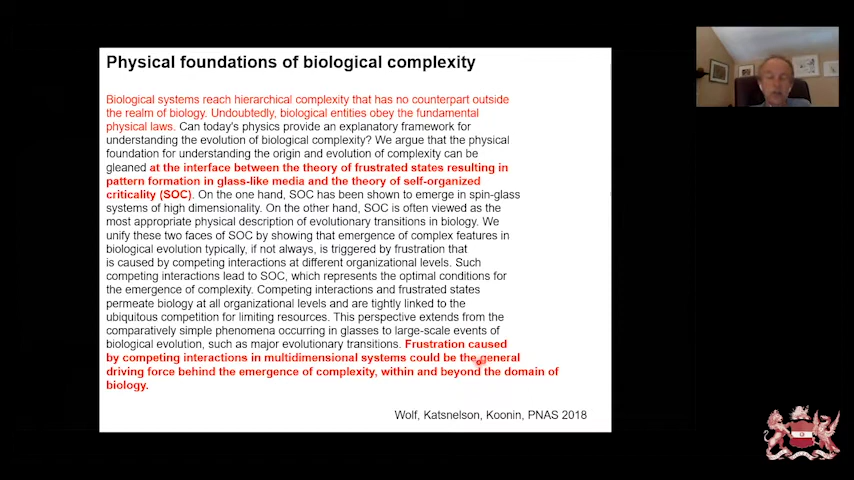 Physical foundations of biological complexity
Biological systems reach hierarchical complexity that has no counterpart outside
the realm of biology. Undoubtedly, biological entities obey the fundamental
physical laws. Can today's physics provide an explanatory framework for
understanding the evolution of biological complexity? We argue that the physical
foundation for understanding the origin and evolution of complexity can be
gleaned at the interface between the theory of frustrated states resulting in
pattern formation in glass-like media and the theory of self-organized
criticality (SOC). On the one hand, SOC has been shown to emerge in spin-glass
systems of high dimensionality. On the other hand, SOC is often viewed as the
most appropriate physical description of evolutionary transitions in biology. We
unify these two faces of SOC by showing that emergence of complex features in
biological evolution typically, if not always, is triggered by frustration that
is caused by competing interactions at different organizational levels. Such
competing interactions lead to SOC, which represents the optimal conditions for
the emergence of complexity. Competing interactions and frustrated states
permeate biology at all organizational levels and are tightly linked to the
ubiquitous competition for limiting resources. This perspective extends from the
comparatively simple phenomena occurring in glasses to large-scale events of
biological evolution, such as major evolutionary transitions. Frustration caused
by competing interactions in multidimensional systems could be the general
driving force behind the emergence of complexity, within and beyond the domain of
biology.
Wolf, Katsnelson, Koonin, PNAS 2018